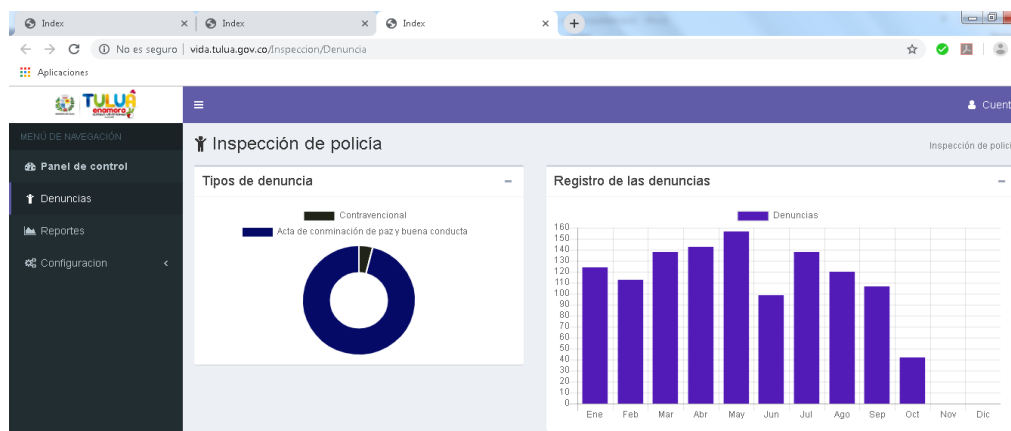 Index
Index
Index
No es seguro | vida.tulua.gov.co/Inspeccion/Denuncia
Aplicaciones
TULUÁ
enamora
Cuent
MENÚ DE NAVEGACIÓN
Panel de control
Denuncias
Reportes
Configuracion
Inspección de policía
Inspección de polic
Tipos de denuncia
Contravencional
Acta de conminación de paz y buena conducta
Registro de las denuncias
Denuncias
160
150
140
130
120
110
100
90
80
70
60
50
40
30
20
10
0
Ene Feb Mar Abr May Jun Jul Ago Sep Oct Nov Dic